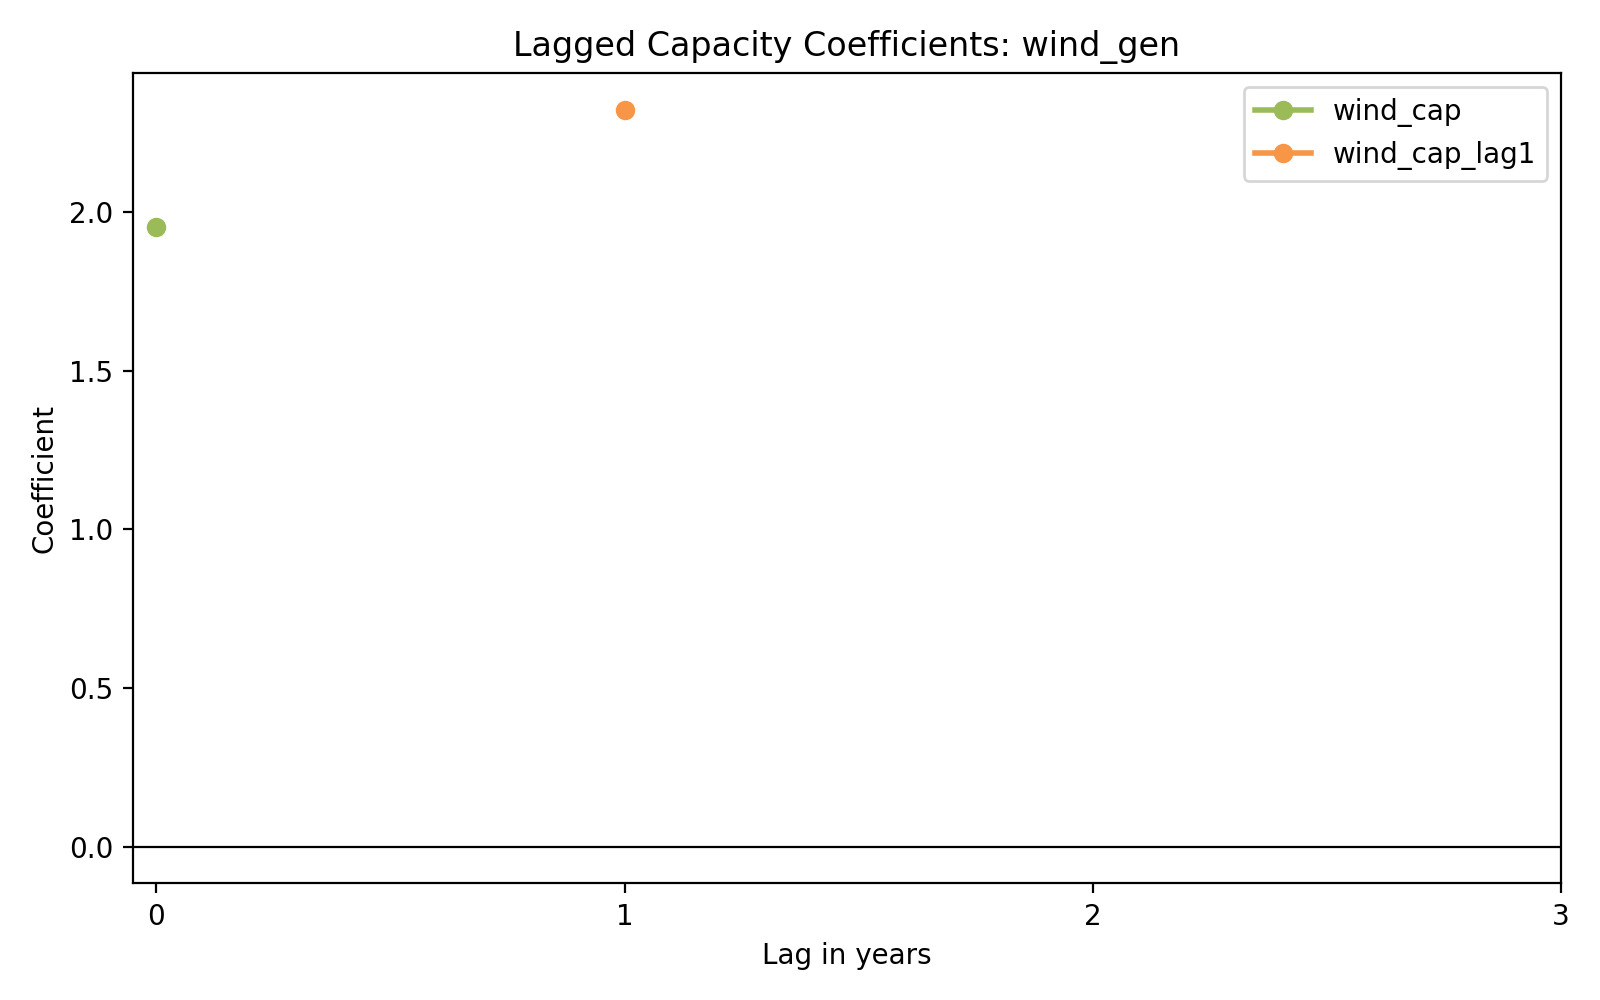 Lagged Capacity Coefficients: wind_gen
wind_cap
wind_cap_lag1
Coefficient
2.0
1.5
1.0
0.5
0.0
0 1 2 3
Lag in years